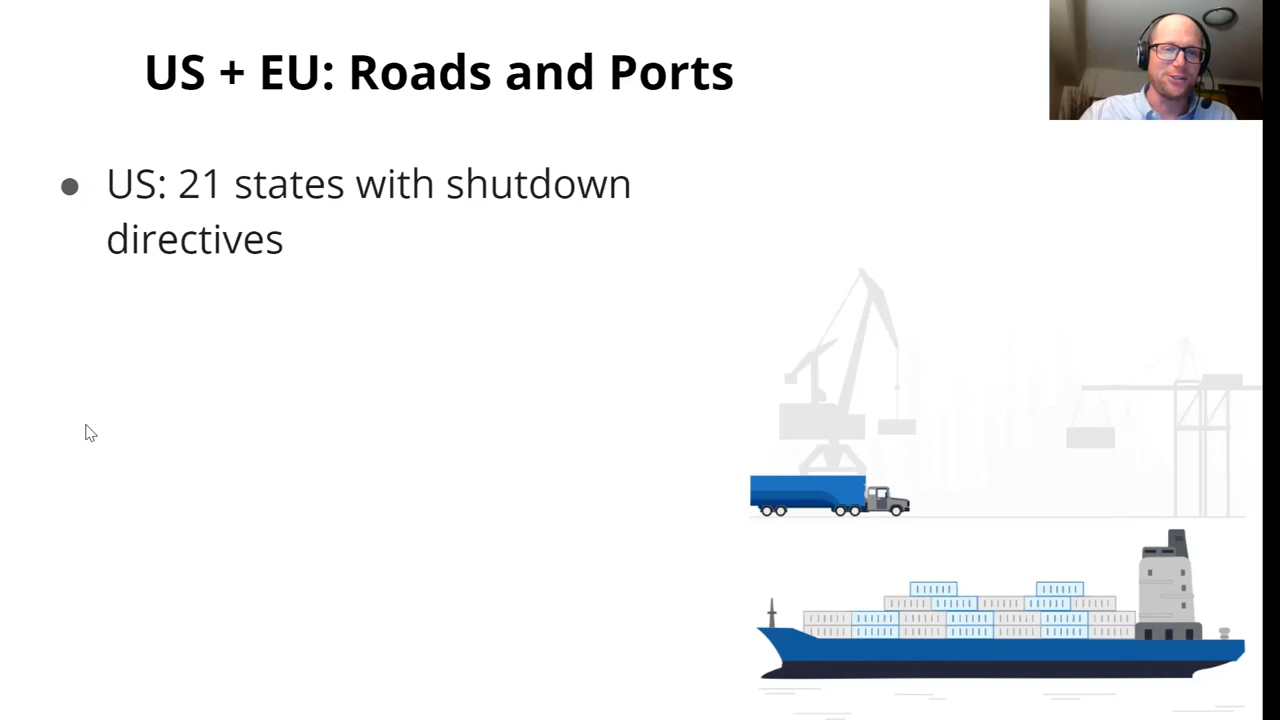 US + EU: Roads and Ports
● US: 21 states with shutdown
directives